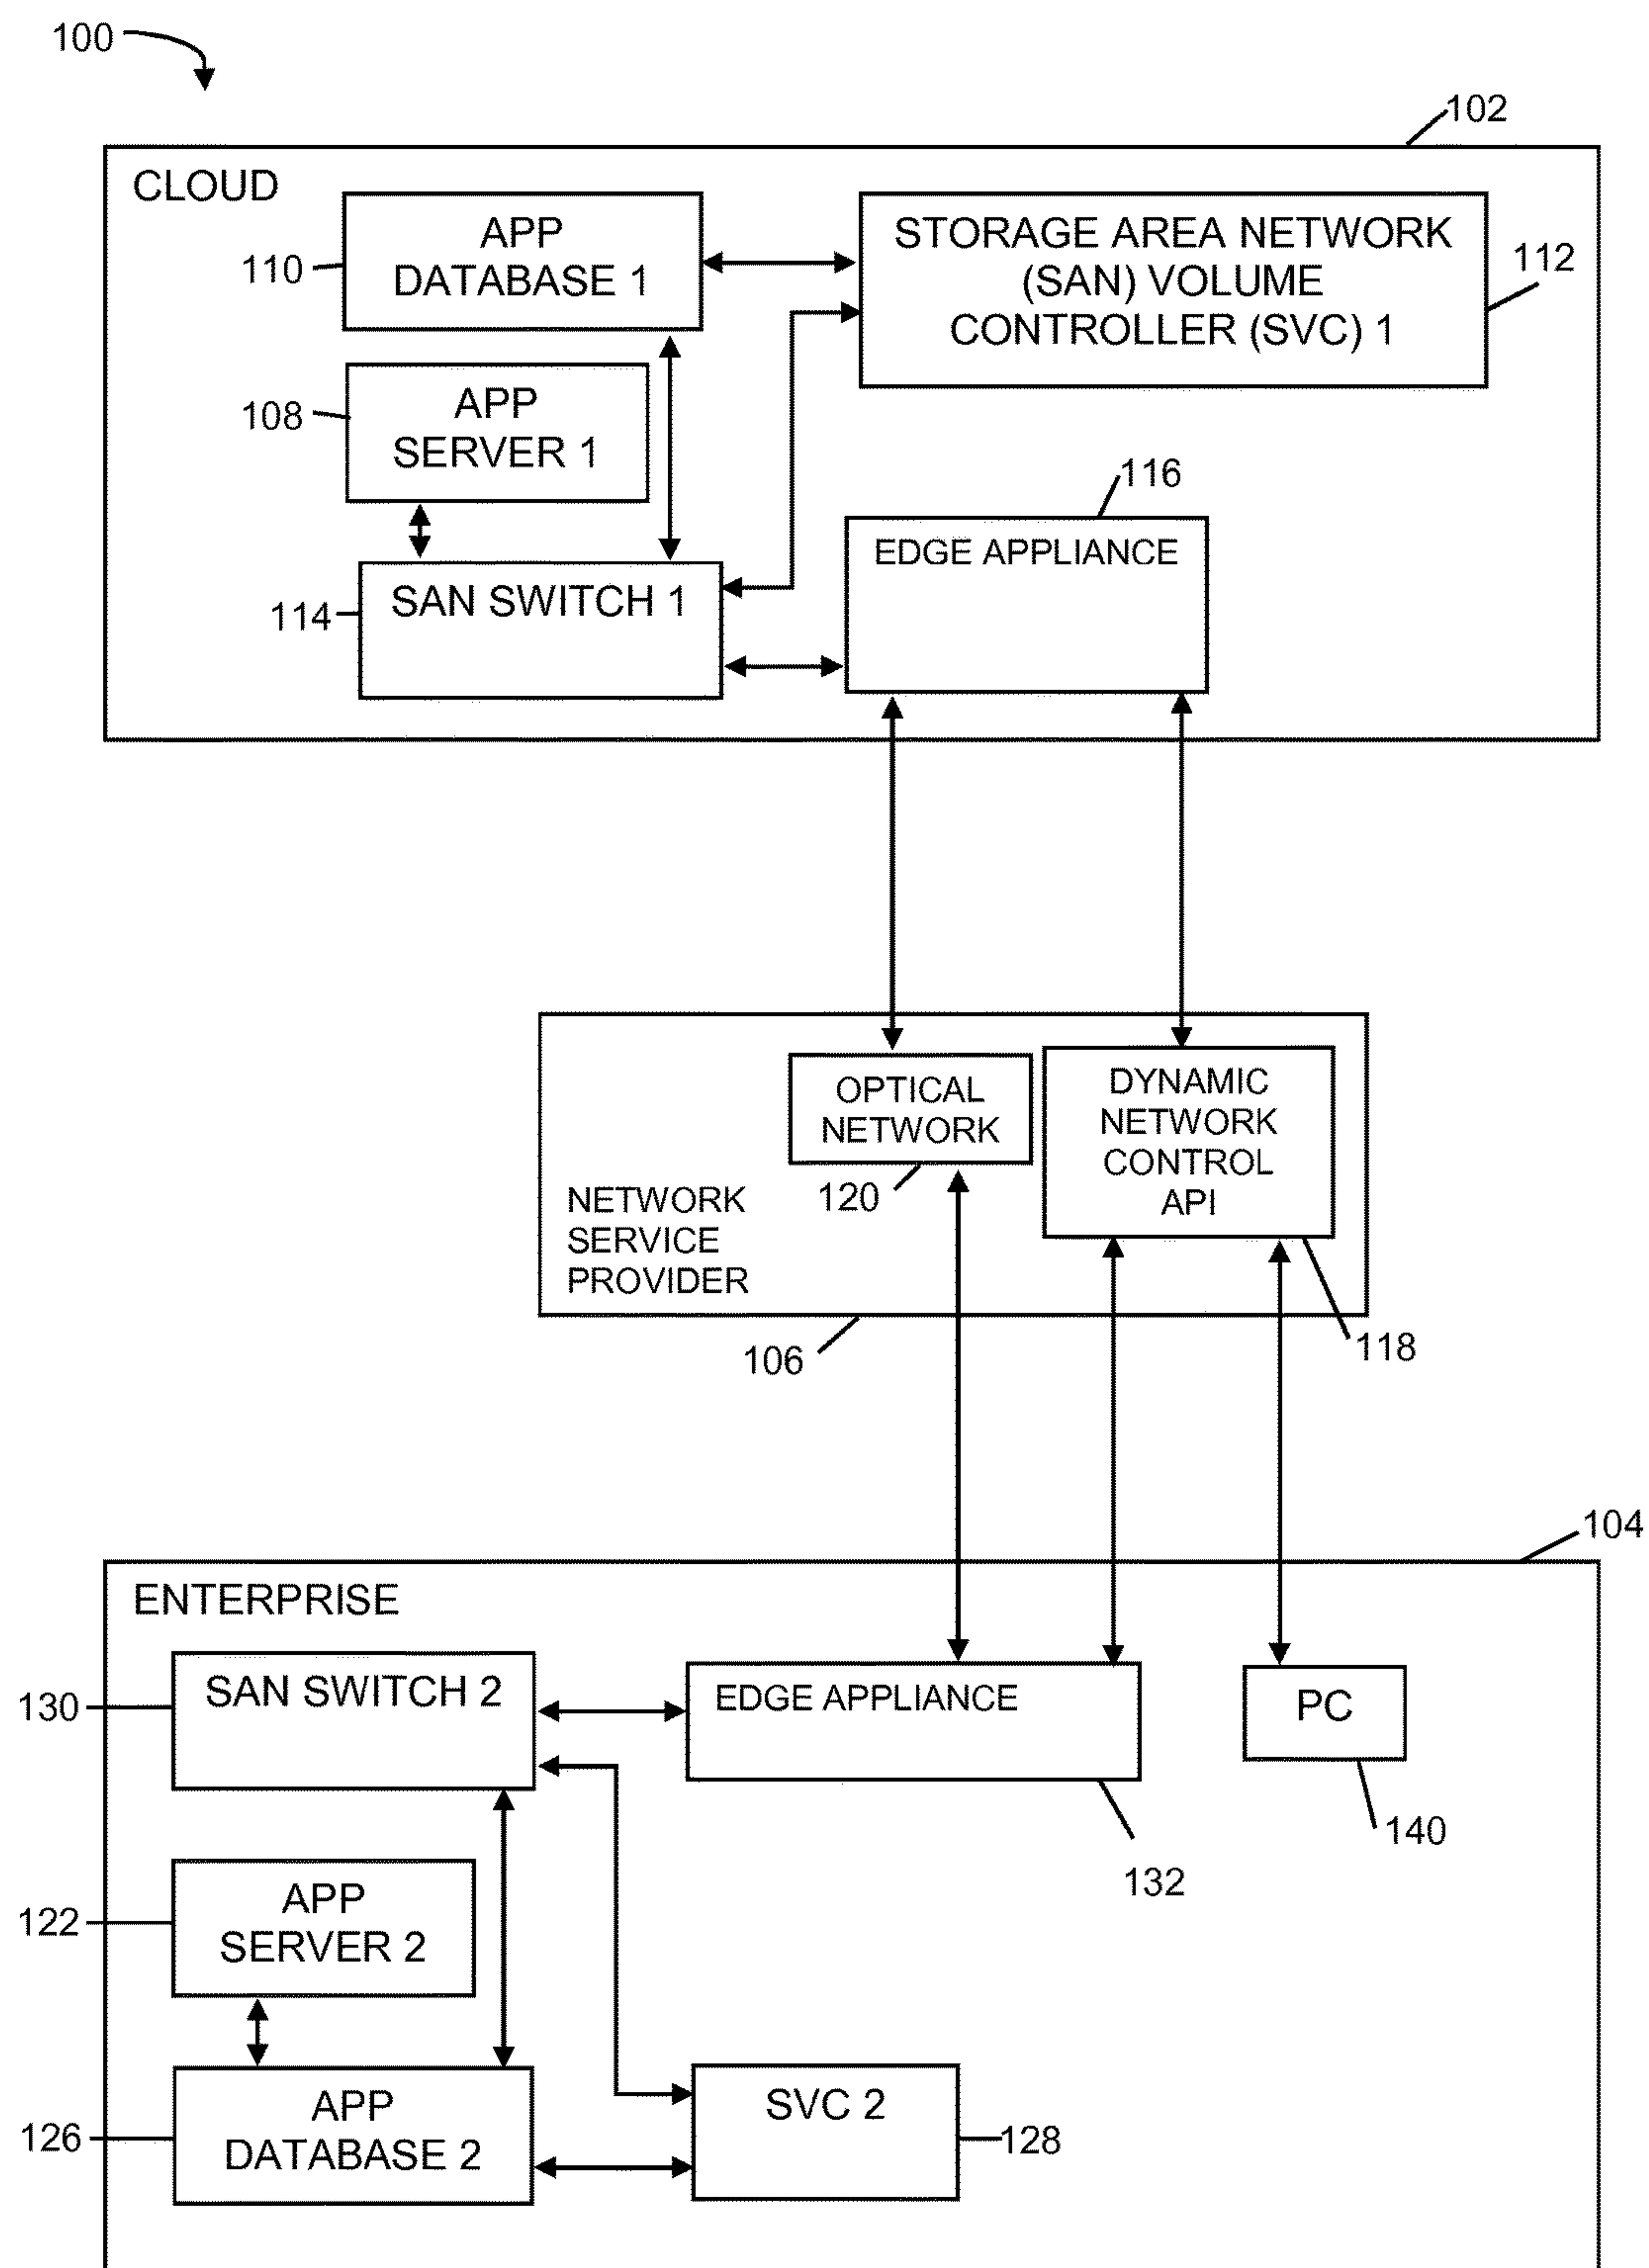 100
102
CLOUD
APP
DATABASE 1
110
STORAGE AREA NETWORK
(SAN) VOLUME
CONTROLLER (SVC) 1
112
APP
SERVER 1
108
116
EDGE APPLIANCE
SAN SWITCH 1
114
OPTICAL
NETWORK
120
DYNAMIC
NETWORK
CONTROL
API
NETWORK
SERVICE
PROVIDER
106
118
104
ENTERPRISE
SAN SWITCH 2
130
EDGE APPLIANCE
PC
140
132
APP
SERVER 2
122
APP
DATABASE 2
126
SVC 2
128